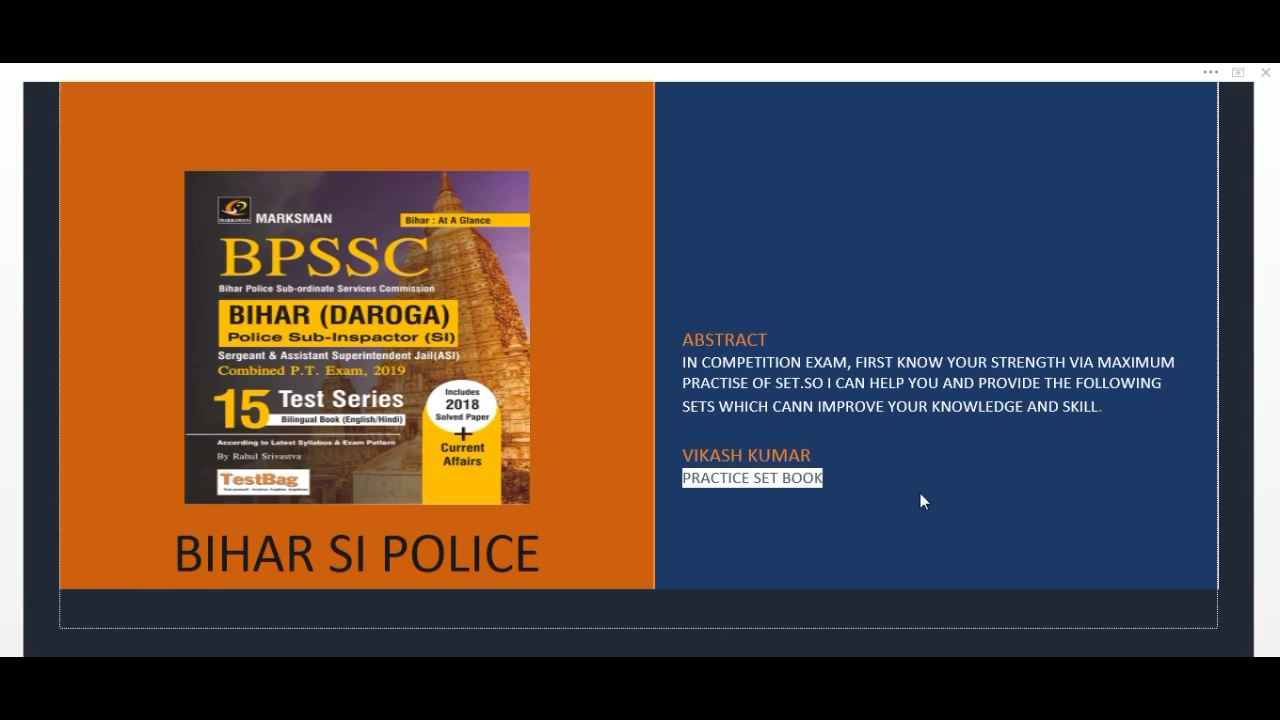 MARKSMAN
MARKSMAN
Bihar : At A Glance
BPSSC
Bihar Police Sub-ordinate Services Commission
BIHAR (DAROGA)
Police Sub-Inspactor (SI)
Sergeant & Assistant Superintendent Jail(ASI)
Combined P.T. Exam, 2019
15 Test Series
Bilingual Book (English/Hindi)
Includes
2018
Solved Paper
+
Current
Affairs
According to Latest Syllabus & Exam Pattern
By Rahul Srivastva
TestBag
BIHAR SI POLICE
ABSTRACT
IN COMPETITION EXAM, FIRST KNOW YOUR STRENGTH VIA MAXIMUM
PRACTISE OF SET.SO I CAN HELP YOU AND PROVIDE THE FOLLOWING
SETS WHICH CANN IMPROVE YOUR KNOWLEDGE AND SKILL.
VIKASH KUMAR
PRACTICE SET BOOK